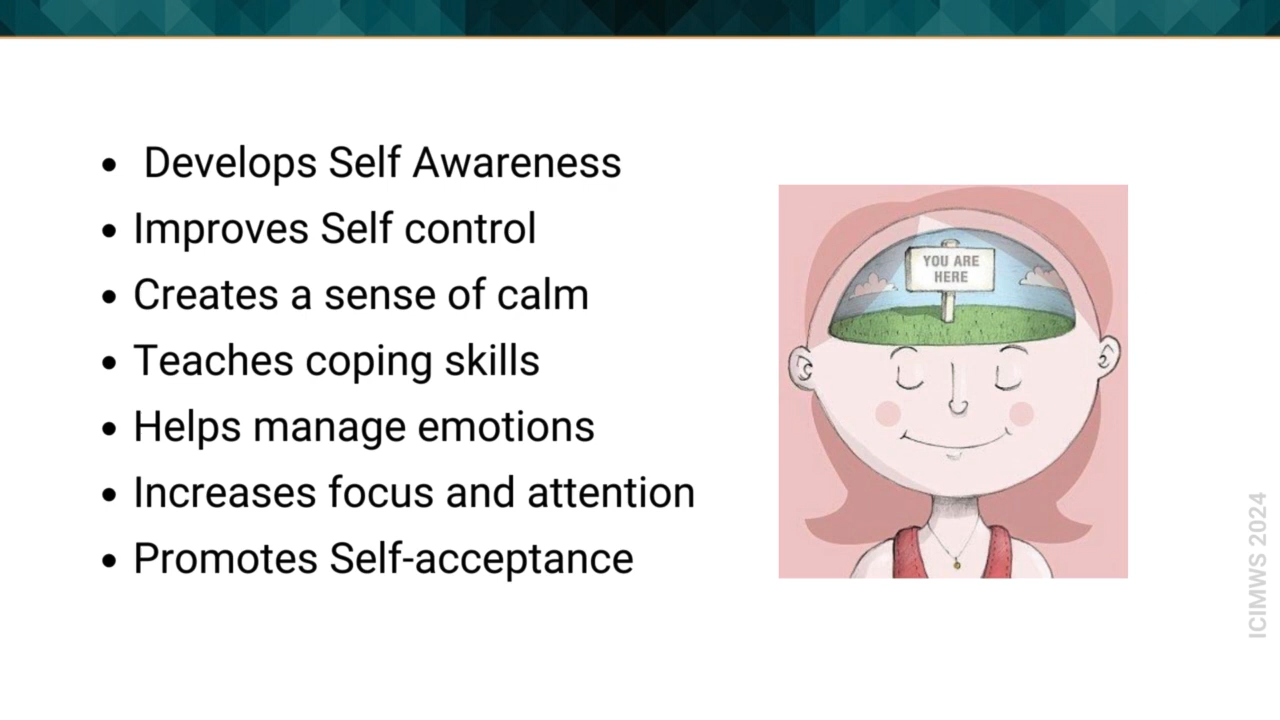 • Develops Self Awareness
• Improves Self control
• Creates a sense of calm
• Teaches coping skills
• Helps manage emotions
• Increases focus and attention
• Promotes Self-acceptance
YOU ARE
HERE
ICIMWS 2024